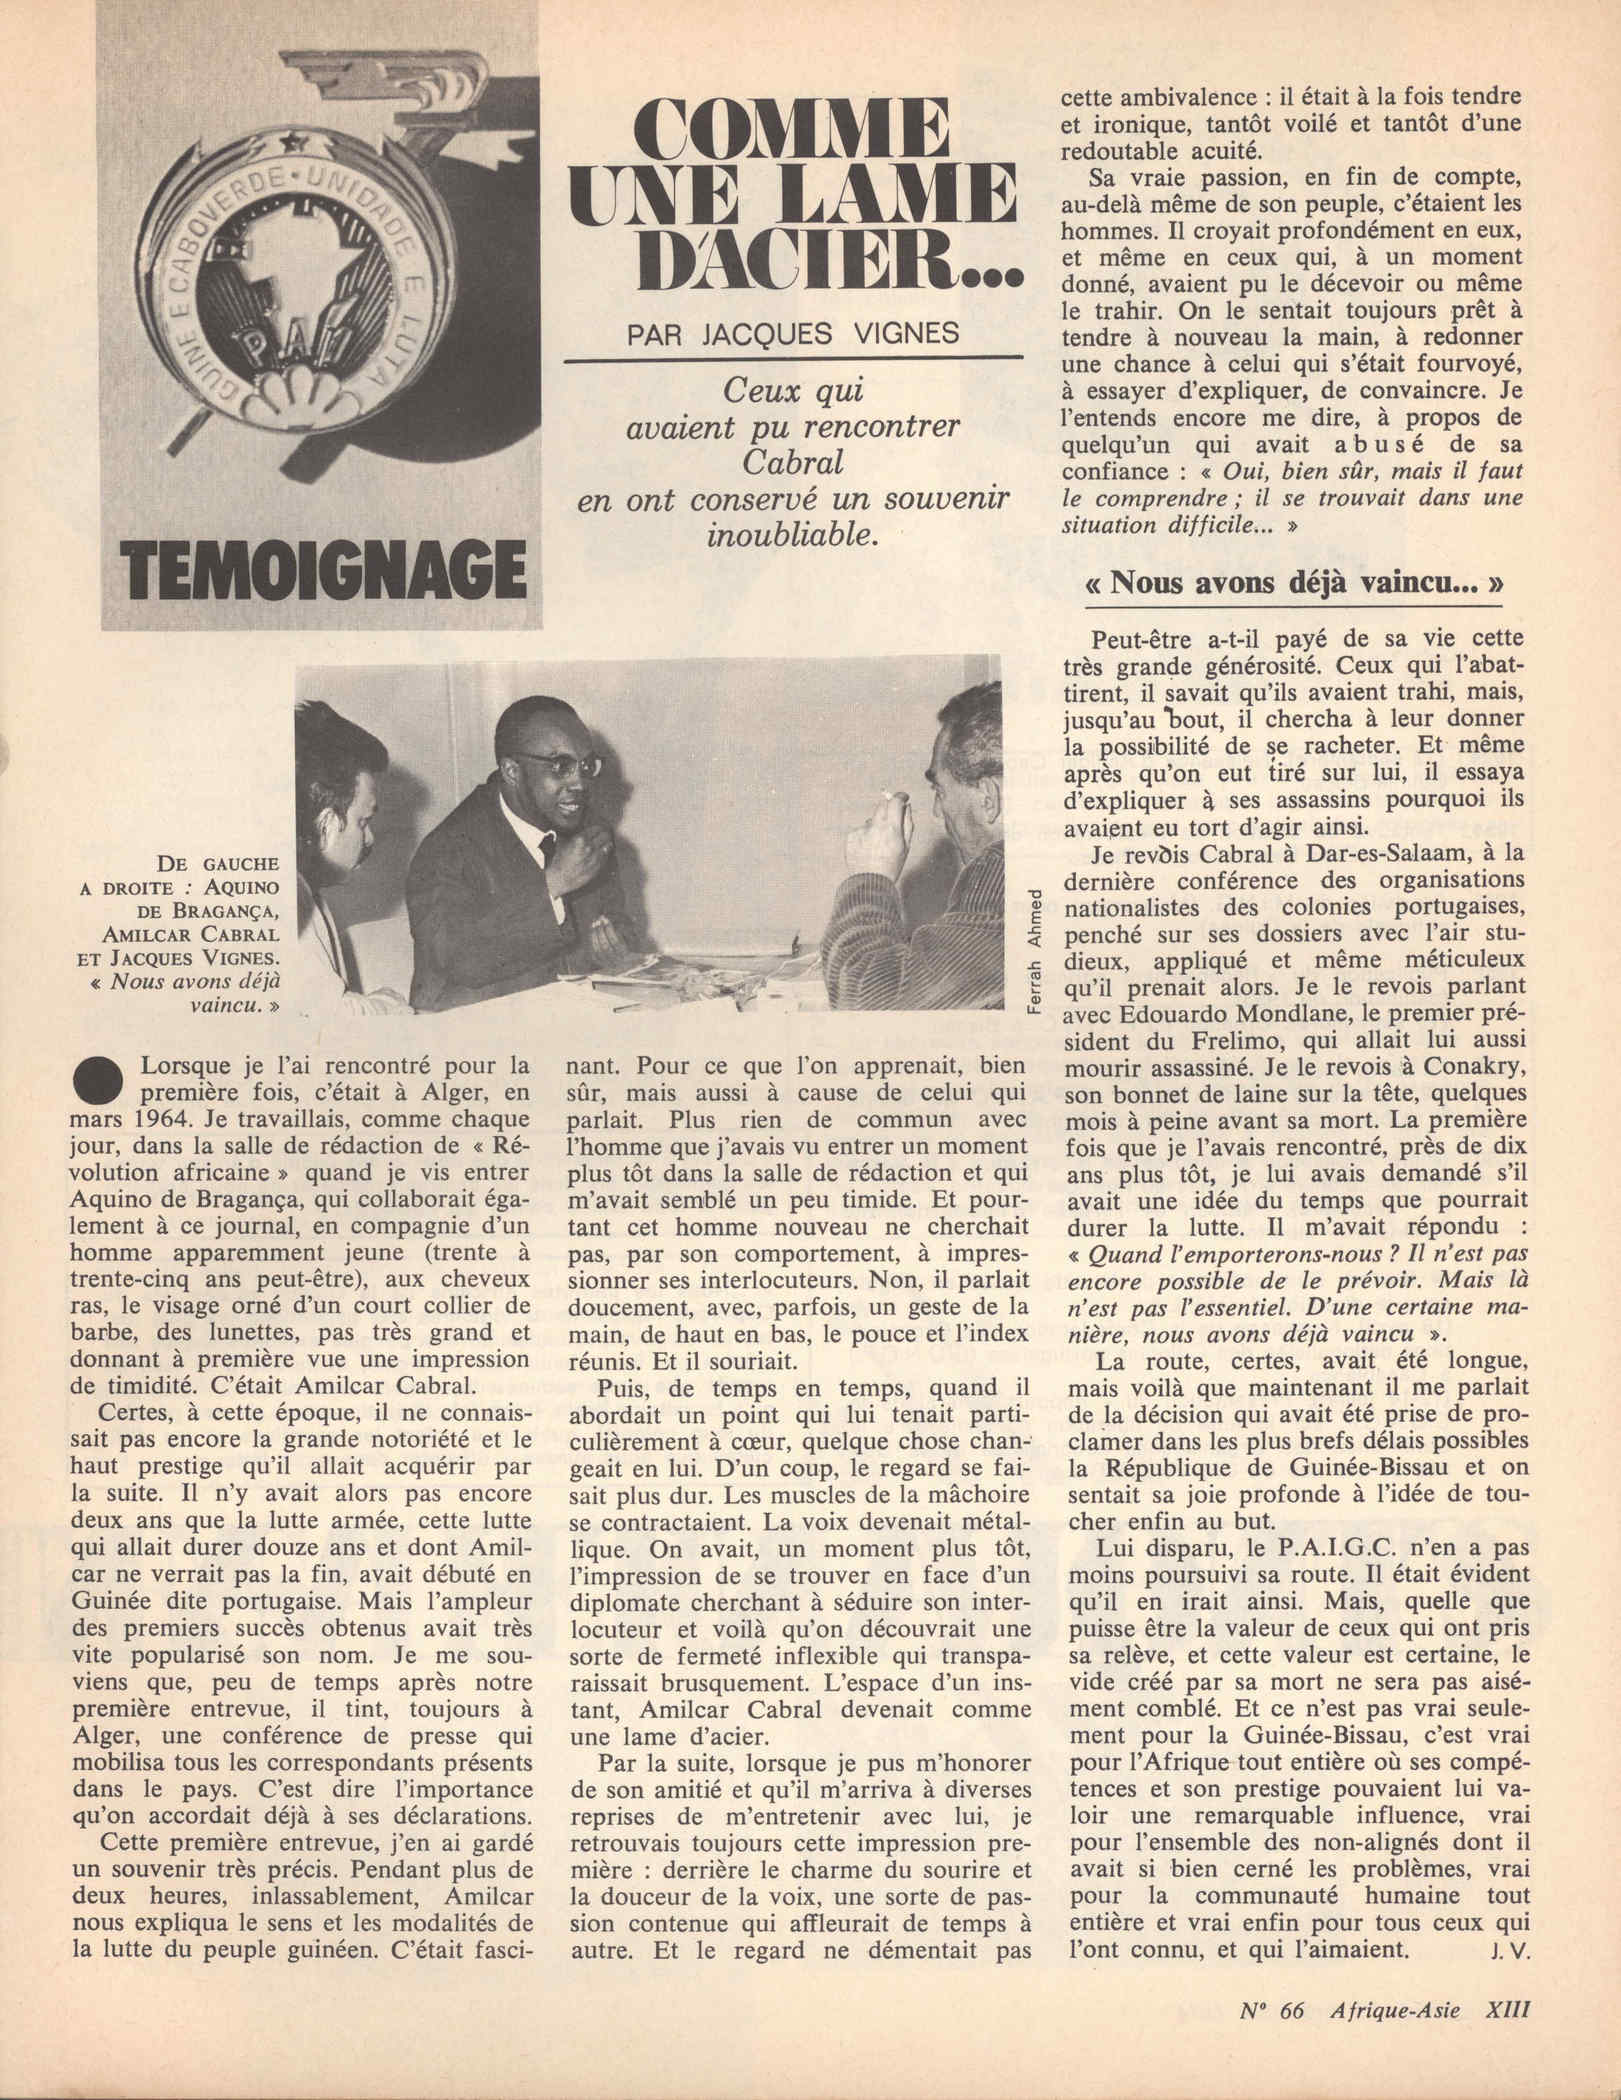 GUINE E CABOVERDE • UNIDADE E LUTA
P.A.I
TEMOIGNAGE
COMME
UNE LAME
D'ACIER...
PAR JACQUES VIGNES
Ceux qui
avaient pu rencontrer
Cabral
en ont conservé un souvenir
inoubliable.
DE GAUCHE
A DROITE : AQUINO
DE BRAGANÇA,
AMILCAR CABRAL
ET JACQUES VIGNES.
« Nous avons déjà
vaincu. »
Ferrah Ahmed
Lorsque je l'ai rencontré pour la
première fois, c'était à Alger, en
mars 1964. Je travaillais, comme chaque
jour, dans la salle de rédaction de « Ré-
volution africaine » quand je vis entrer
Aquino de Bragança, qui collaborait éga-
lement à ce journal, en compagnie d'un
homme apparemment jeune (trente à
trente-cinq ans peut-être), aux cheveux
ras, le visage orné d'un court collier de
barbe, des lunettes, pas très grand et
donnant à première vue une impression
de timidité. C'était Amilcar Cabral.
Certes, à cette époque, il ne connais-
sait pas encore la grande notoriété et le
haut prestige qu'il allait acquérir par
la suite. Il n'y avait alors pas encore
deux ans que la lutte armée, cette lutte
qui allait durer douze ans et dont Amil-
car ne verrait pas la fin, avait débuté en
Guinée dite portugaise. Mais l'ampleur
des premiers succès obtenus avait très
vite popularisé son nom. Je me sou-
viens que, peu de temps après notre
première entrevue, il tint, toujours à
Alger, une conférence de presse qui
mobilisa tous les correspondants présents
dans le pays. C'est dire l'importance
qu'on accordait déjà à ses déclarations.
Cette première entrevue, j'en ai gardé
un souvenir très précis. Pendant plus de
deux heures, inlassablement, Amilcar
nous expliqua le sens et les modalités de
la lutte du peuple guinéen. C'était fasci-
nant. Pour ce que l'on apprenait, bien
sûr, mais aussi à cause de celui qui
parlait. Plus rien de commun avec
l'homme que j'avais vu entrer un moment
plus tôt dans la salle de rédaction et qui
m'avait semblé un peu timide. Et pour-
tant cet homme nouveau ne cherchait
pas, par son comportement, à impres-
sionner ses interlocuteurs. Non, il parlait
doucement, avec, parfois, un geste de la
main, de haut en bas, le pouce et l'index
réunis. Et il souriait.
Puis, de temps en temps, quand il
abordait un point qui lui tenait parti-
culièrement à cœur, quelque chose chan-
geait en lui. D'un coup, le regard se fai-
sait plus dur. Les muscles de la mâchoire
se contractaient. La voix devenait métal-
lique. On avait, un moment plus tôt,
l'impression de se trouver en face d'un
diplomate cherchant à séduire son inter-
locuteur et voilà qu'on découvrait une
sorte de fermeté inflexible qui transpa-
raissait brusquement. L'espace d'un ins-
tant, Amilcar Cabral devenait comme
une lame d'acier.
Par la suite, lorsque je pus m'honorer
de son amitié et qu'il m'arriva à diverses
reprises de m'entretenir avec lui, je
retrouvais toujours cette impression pre-
mière : derrière le charme du sourire et
la douceur de la voix, une sorte de pas-
sion contenue qui affleurait de temps à
autre. Et le regard ne démentait pas
cette ambivalence : il était à la fois tendre
et ironique, tantôt voilé et tantôt d'une
redoutable acuité.
Sa vraie passion, en fin de compte,
au-delà même de son peuple, c'étaient les
hommes. Il croyait profondément en eux,
et même en ceux qui, à un moment
donné, avaient pu le décevoir ou même
le trahir. On le sentait toujours prêt à
tendre à nouveau la main, à redonner
une chance à celui qui s'était fourvoyé,
à essayer d'expliquer, de convaincre. Je
l'entends encore me dire, à propos de
quelqu'un qui avait abusé de sa
confiance : « Oui, bien sûr, mais il faut
le comprendre ; il se trouvait dans une
situation difficile... »
« Nous avons déjà vaincu... »
Peut-être a-t-il payé de sa vie cette
très grande générosité. Ceux qui l'abat-
tirent, il savait qu'ils avaient trahi, mais,
jusqu'au bout, il chercha à leur donner
la possibilité de se racheter. Et même
après qu'on eut tiré sur lui, il essaya
d'expliquer à ses assassins pourquoi ils
avaient eu tort d'agir ainsi.
Je revois Cabral à Dar-es-Salaam, à la
dernière conférence des organisations
nationalistes des colonies portugaises,
penché sur ses dossiers avec l'air stu-
dieux, appliqué et même méticuleux
qu'il prenait alors. Je le revois parlant
avec Edouardo Mondlane, le premier pré-
sident du Frelimo, qui allait lui aussi
mourir assassiné. Je le revois à Conakry,
son bonnet de laine sur la tête, quelques
mois à peine avant sa mort. La première
fois que je l'avais rencontré, près de dix
ans plus tôt, je lui avais demandé s'il
avait une idée du temps que pourrait
durer la lutte. Il m'avait répondu :
« Quand l'emporterons-nous ? Il n'est pas
encore possible de le prévoir. Mais là
n'est pas l'essentiel. D'une certaine ma-
nière, nous avons déjà vaincu ».
La route, certes, avait été longue,
mais voilà que maintenant il me parlait
de la décision qui avait été prise de pro-
clamer dans les plus brefs délais possibles
la République de Guinée-Bissau et on
sentait sa joie profonde à l'idée de tou-
cher enfin au but.
Lui disparu, le P.A.I.G.C. n'en a pas
moins poursuivi sa route. Il était évident
qu'il en irait ainsi. Mais, quelle que
puisse être la valeur de ceux qui ont pris
sa relève, et cette valeur est certaine, le
vide créé par sa mort ne sera pas aisé-
ment comblé. Et ce n'est pas vrai seule-
ment pour la Guinée-Bissau, c'est vrai
pour l'Afrique tout entière où ses compé-
tences et son prestige pouvaient lui va-
loir une remarquable influence, vrai
pour l'ensemble des non-alignés dont il
avait si bien cerné les problèmes, vrai
pour la communauté humaine tout
entière et vrai enfin pour tous ceux qui
l'ont connu, et qui l'aimaient. J. V.
N° 66 Afrique-Asie XIII